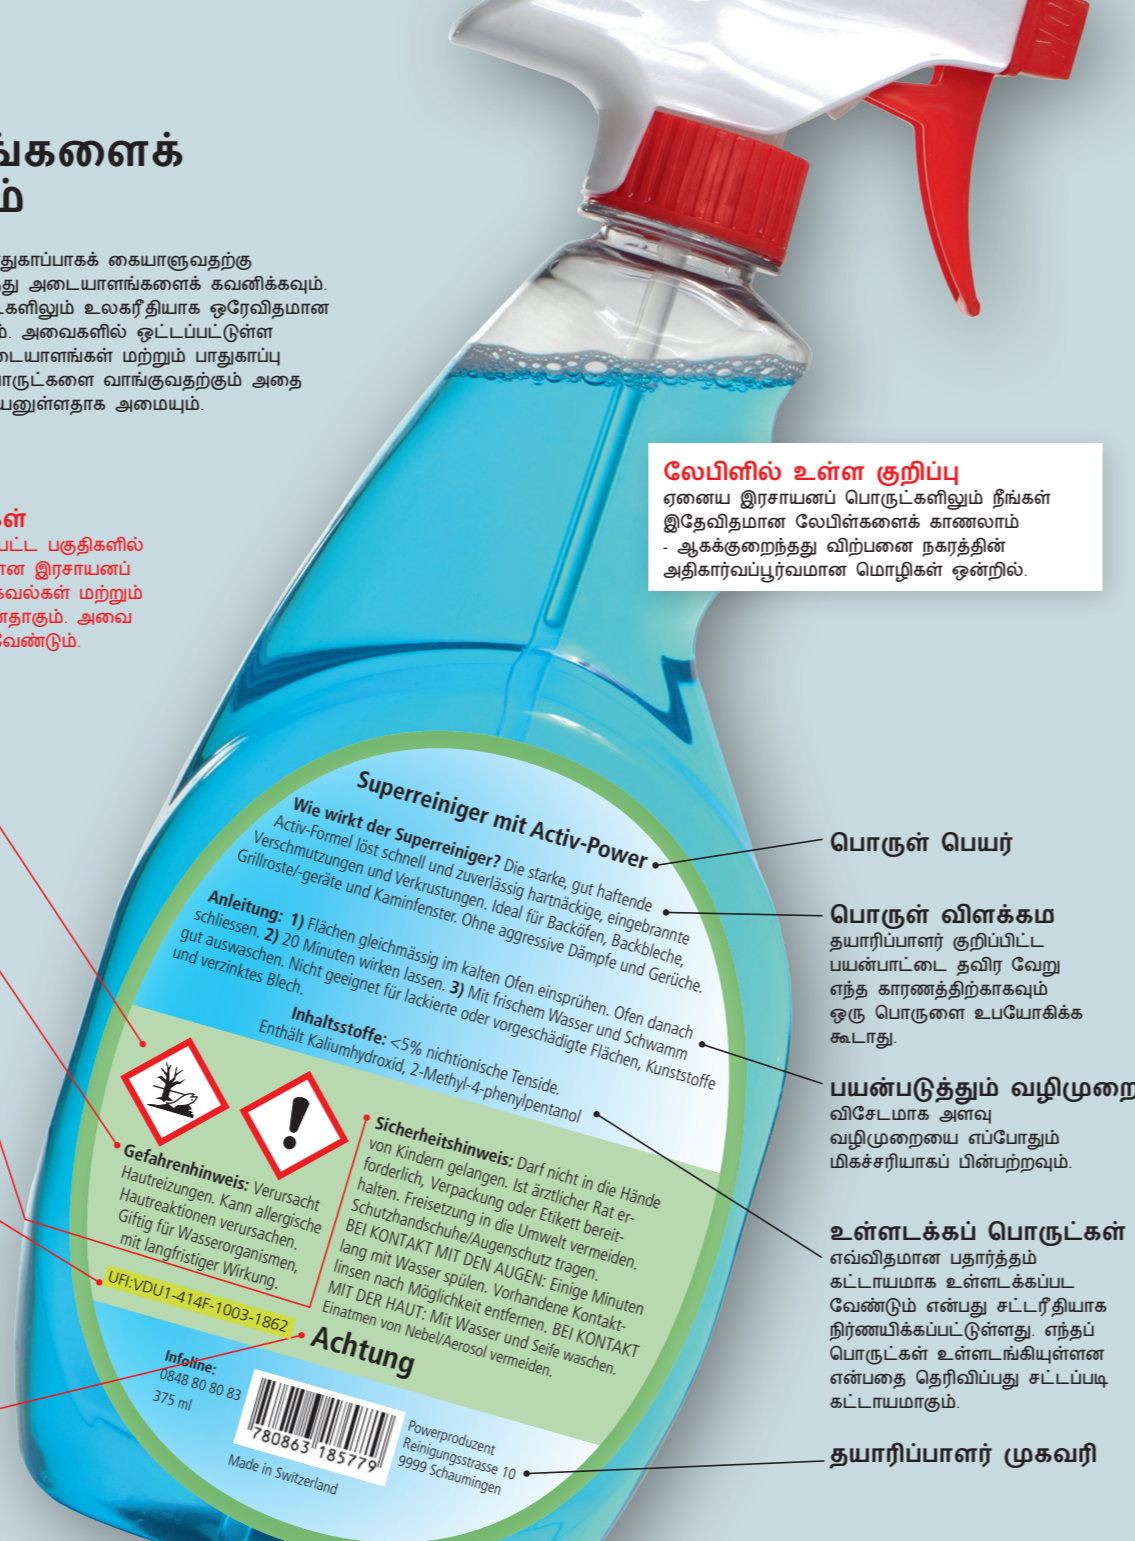 ங்களைக்
ம்
துகாப்பாகக் கையாளுவதற்கு
து அடையாளங்களைக் கவனிக்கவும்.
களிலும் உலகரீதியாக ஒரேவிதமான
ம். அவைகளில் ஒட்டப்பட்டுள்ள
டையாளங்கள் மற்றும் பாதுகாப்பு
ாருட்களை வாங்குவதற்கும் அதை
யனுள்ளதாக அமையும்.
கள்
பட்ட பகுதிகளில்
ான இரசாயனப்
கவல்கள் மற்றும்
னதாகும். அவை
வேண்டும்.
லேபிளில் உள்ள குறிப்பு
ஏனைய இரசாயனப் பொருட்களிலும் நீங்கள்
இதேவிதமான லேபிள்களைக் காணலாம்
- ஆகக்குறைந்தது விற்பனை நகரத்தின்
அதிகார்வப்பூர்வமான மொழிகள் ஒன்றில்.
Superreiniger mit Activ-Power
Wie wirkt der Superreiniger? Die starke, gut haftende
Activ-Formel löst schnell und zuverlässig hartnäckige, eingebrannte
Verschmutzungen und Verkrustungen. Ideal für Backöfen, Backbleche,
Grillroste/-geräte und Kaminfenster. Ohne aggressive Dämpfe und Gerüche.
Anleitung: 1) Flächen gleichmässig im kalten Ofen einsprühen. Ofen danach
schliessen. 2) 20 Minuten wirken lassen. 3) Mit frischem Wasser und Schwamm
gut auswaschen. Nicht geeignet für lackierte oder vorgeschädigte Flächen, Kunststoffe
und verzinktes Blech.
Inhaltsstoffe: <5% nichtionische Tenside.
Enthält Kaliumhydroxid, 2-Methyl-4-phenylpentanol
Gefahrenhinweis: Verursacht
Hautreizungen. Kann allergische
Hautreaktionen verursachen.
Giftig für Wasserorganismen,
mit langfristiger Wirkung.
UFI:VDU1-414F-1003-1862
Sicherheitshinweis: Darf nicht in die Hände
von Kindern gelangen. Ist ärztlicher Rat er-
forderlich, Verpackung oder Etikett bereit-
halten. Freisetzung in die Umwelt vermeiden.
Schutzhandschuhe/Augenschutz tragen.
BEI KONTAKT MIT DEN AUGEN: Einige Minuten
lang mit Wasser spülen. Vorhandene Kontakt-
linsen nach Möglichkeit entfernen. BEI KONTAKT
MIT DER HAUT: Mit Wasser und Seife waschen.
Einatmen von Nebel/Aerosol vermeiden.
Achtung
Infoline:
0848 80 80 83
375 ml
780863 185779
Made in Switzerland
Powerproduzent
Reinigungsstrasse 10
9999 Schaumingen
பொருள் பெயர்
பொருள் விளக்கம
தயாரிப்பாளர் குறிப்பிட்ட
பயன்பாட்டை தவிர வேறு
எந்த காரணத்திற்காகவும்
ஒரு பொருளை உபயோகிக்க
கூடாது.
பயன்படுத்தும் வழிமுறை
விசேடமாக அளவு
வழிமுறையை எப்போதும்
மிகச்சரியாகப் பின்பற்றவும்.
உள்ளடக்கப் பொருட்கள்
எவ்விதமான பதார்த்தம்
கட்டாயமாக உள்ளடக்கப்பட
வேண்டும் என்பது சட்டரீதியாக
நிர்ணயிக்கப்பட்டுள்ளது. எந்தப்
பொருட்கள் உள்ளடங்கியுள்ளன
என்பதை தெரிவிப்பது சட்டப்படி
கட்டாயமாகும்.
தயாரிப்பாளர் முகவரி